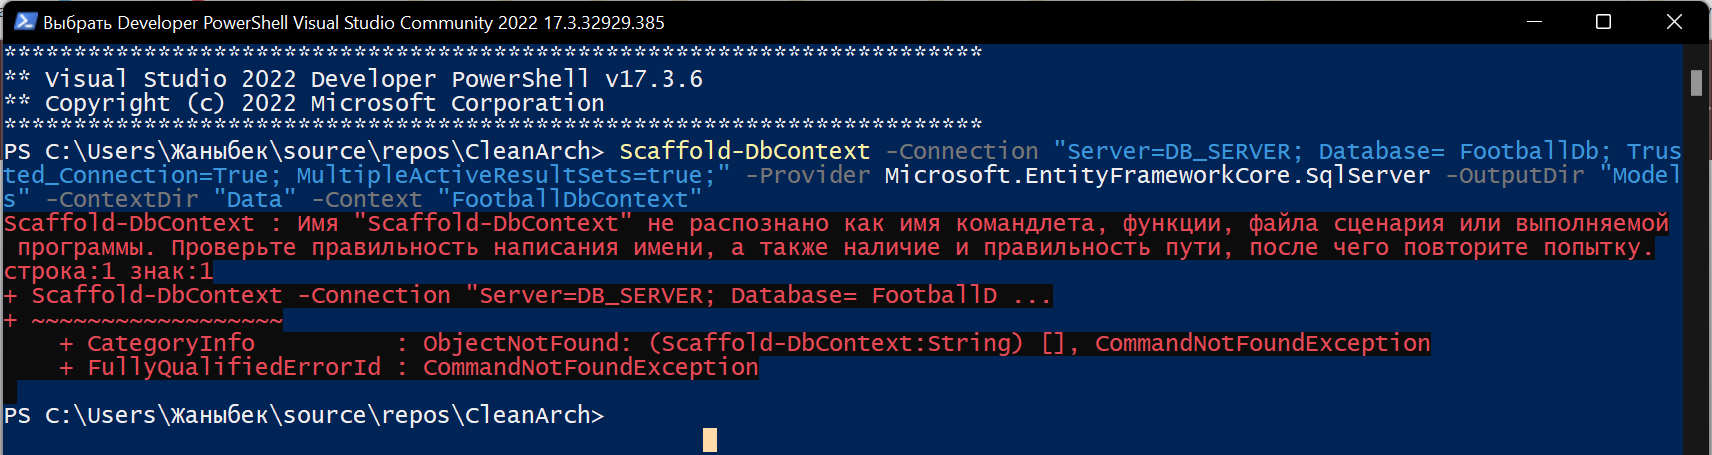 Выбрать Developer PowerShell Visual Studio Community 2022 17.3.32929.385
**********************************************************************
** Visual Studio 2022 Developer PowerShell v17.3.6
** Copyright (c) 2022 Microsoft Corporation
**********************************************************************
PS C:\Users\Жаныбек\source\repos\CleanArch> Scaffold-DbContext -Connection "Server=DB_SERVER; Database= FootballDb; Trus
ted_Connection=True; MultipleActiveResultSets=true;" -Provider Microsoft.EntityFrameworkCore.SqlServer -OutputDir "Model
s" -ContextDir "Data" -Context "FootballDbContext"
Scaffold-DbContext : Имя "Scaffold-DbContext" не распознано как имя командлета, функции, файла сценария или выполняемой
 программы. Проверьте правильность написания имени, а также наличие и правильность пути, после чего повторите попытку.
строка:1 знак:1
+ Scaffold-DbContext -Connection "Server=DB_SERVER; Database= FootballD ...
+ ~~~~~~~~~~~~~~~~~~
    + CategoryInfo          : ObjectNotFound: (Scaffold-DbContext:String) [], CommandNotFoundException
    + FullyQualifiedErrorId : CommandNotFoundException
PS C:\Users\Жаныбек\source\repos\CleanArch>